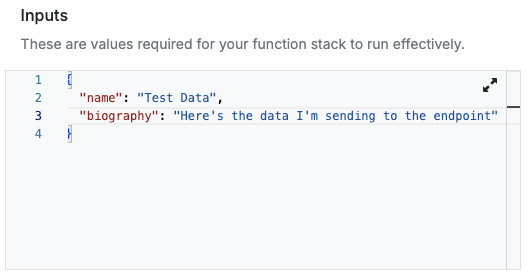 Inputs
These are values required for your function stack to run effectively.
1 {
2 "name": "Test Data",
3 "biography": "Here's the data I'm sending to the endpoint"
4 }